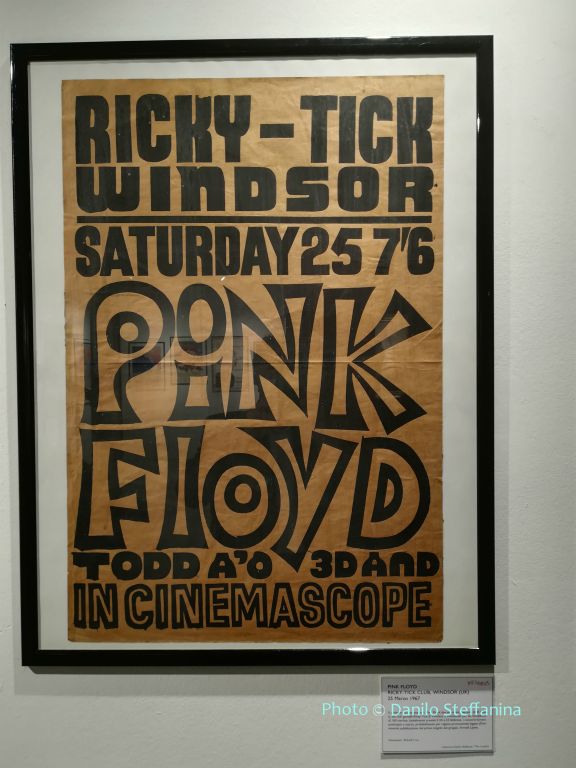 RICKY-TICK
WINDSOR
SATURDAY 25 7'6
PINK
FLOYD
TODD A'O 3D AND
IN CINEMASCOPE
PINK FLOYD
RICKY TICK CLUB, WINDSOR (UK)
25 Marzo 1967
Photo © Danilo Steffanina